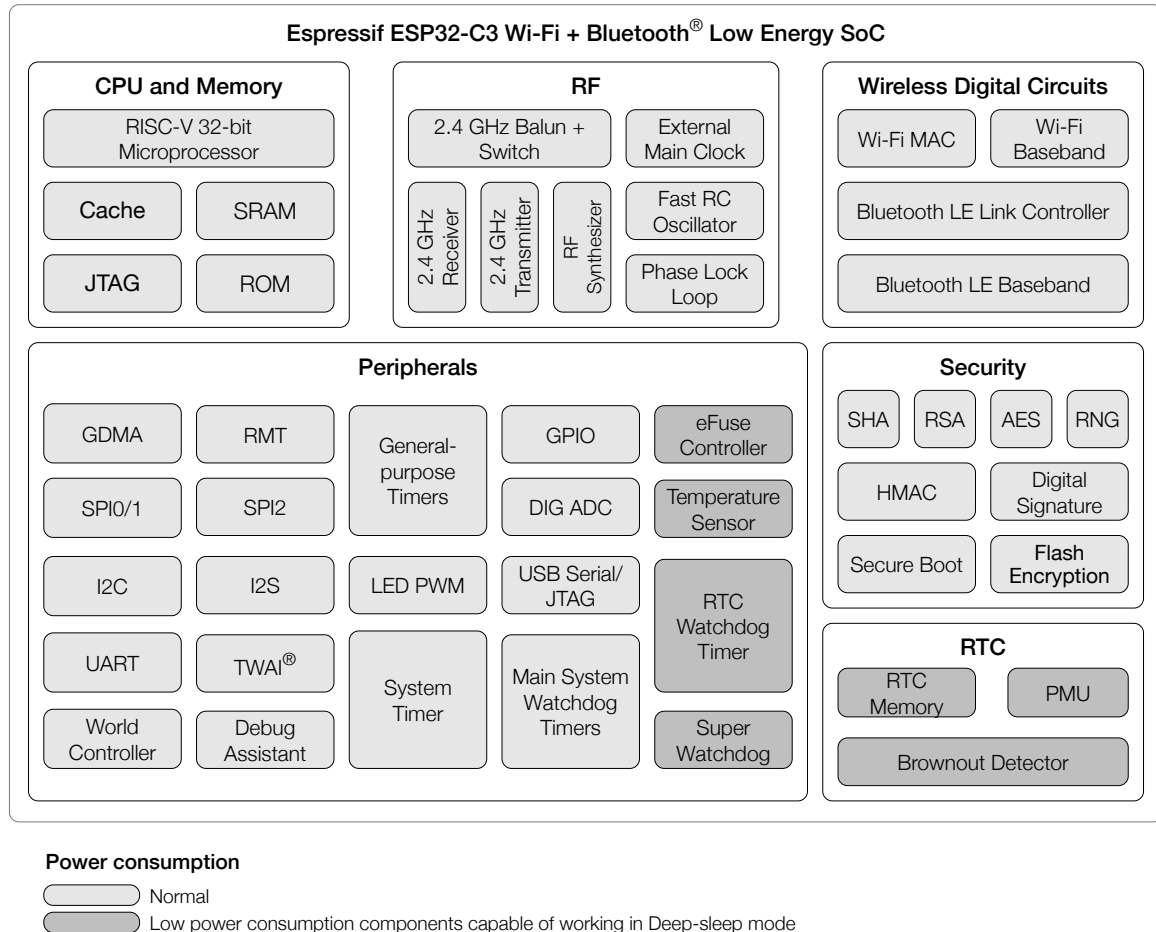 Espressif ESP32-C3 Wi-Fi + Bluetooth® Low Energy SoC
CPU and Memory
RISC-V 32-bit
Microprocessor
Cache
SRAM
JTAG
ROM
RF
2.4 GHz Balun +
Switch
External
Main Clock
2.4 GHz
Receiver
2.4 GHz
Transmitter
RF
Synthesizer
Fast RC
Oscillator
Phase Lock
Loop
Wireless Digital Circuits
Wi-Fi MAC
Wi-Fi
Baseband
Bluetooth LE Link Controller
Bluetooth LE Baseband
Peripherals
GDMA
RMT
General-
purpose
Timers
GPIO
eFuse
Controller
SPI0/1
SPI2
DIG ADC
Temperature
Sensor
I2C
I2S
LED PWM
USB Serial/
JTAG
RTC
Watchdog
Timer
UART
TWAI®
System
Timer
Main System
Watchdog
Timers
World
Controller
Debug
Assistant
Super
Watchdog
Security
SHA
RSA
AES
RNG
HMAC
Digital
Signature
Secure Boot
Flash
Encryption
RTC
RTC
Memory
PMU
Brownout Detector
Power consumption
Normal
Low power consumption components capable of working in Deep-sleep mode